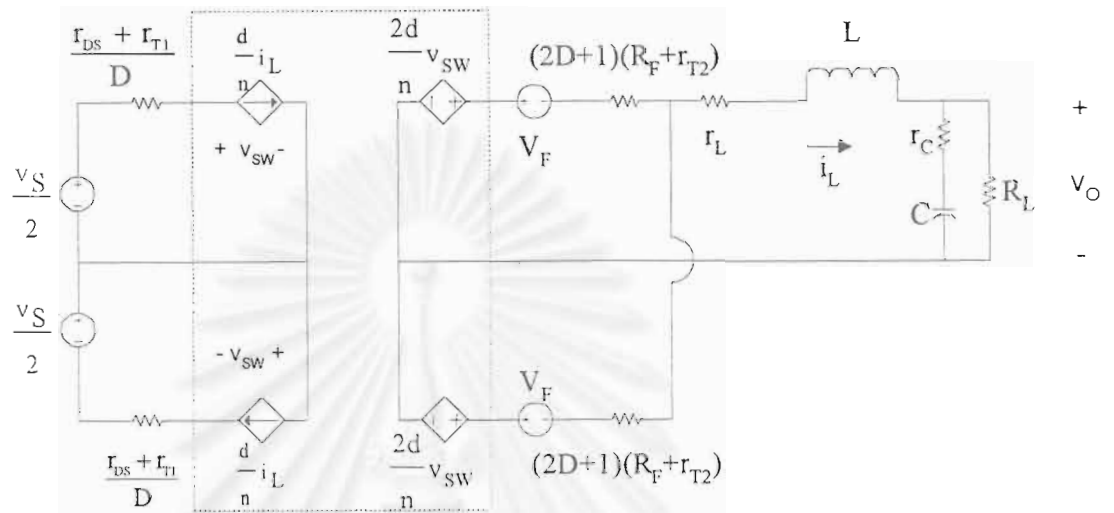 r_DS + r_T1
D
d
n
i_L
2d
n
v_SW
(2D+1)(R_F+r_T2)
L
+ v_SW -
V_F
r_L
i_L
r_C
C
R_L
+
v_O
-
v_S
2
v_S
2
- v_SW +
V_F
r_DS + r_T1
D
d
n
i_L
2d
n
v_SW
(2D+1)(R_F+r_T2)